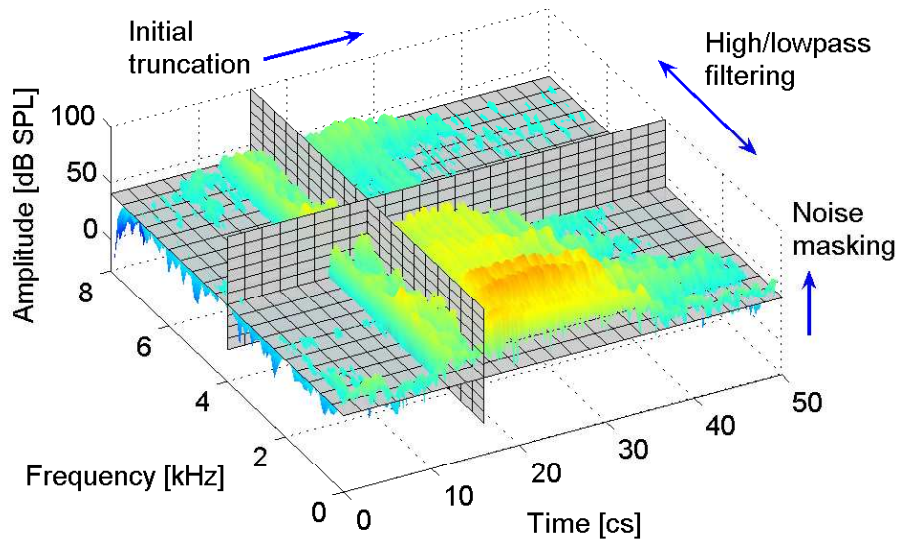 Initial
truncation
High/lowpass
filtering
Noise
masking
Amplitude [dB SPL]
100
50
0
8
6
4
2
0
Frequency [kHz]
0
10
20
30
40
50
Time [cs]